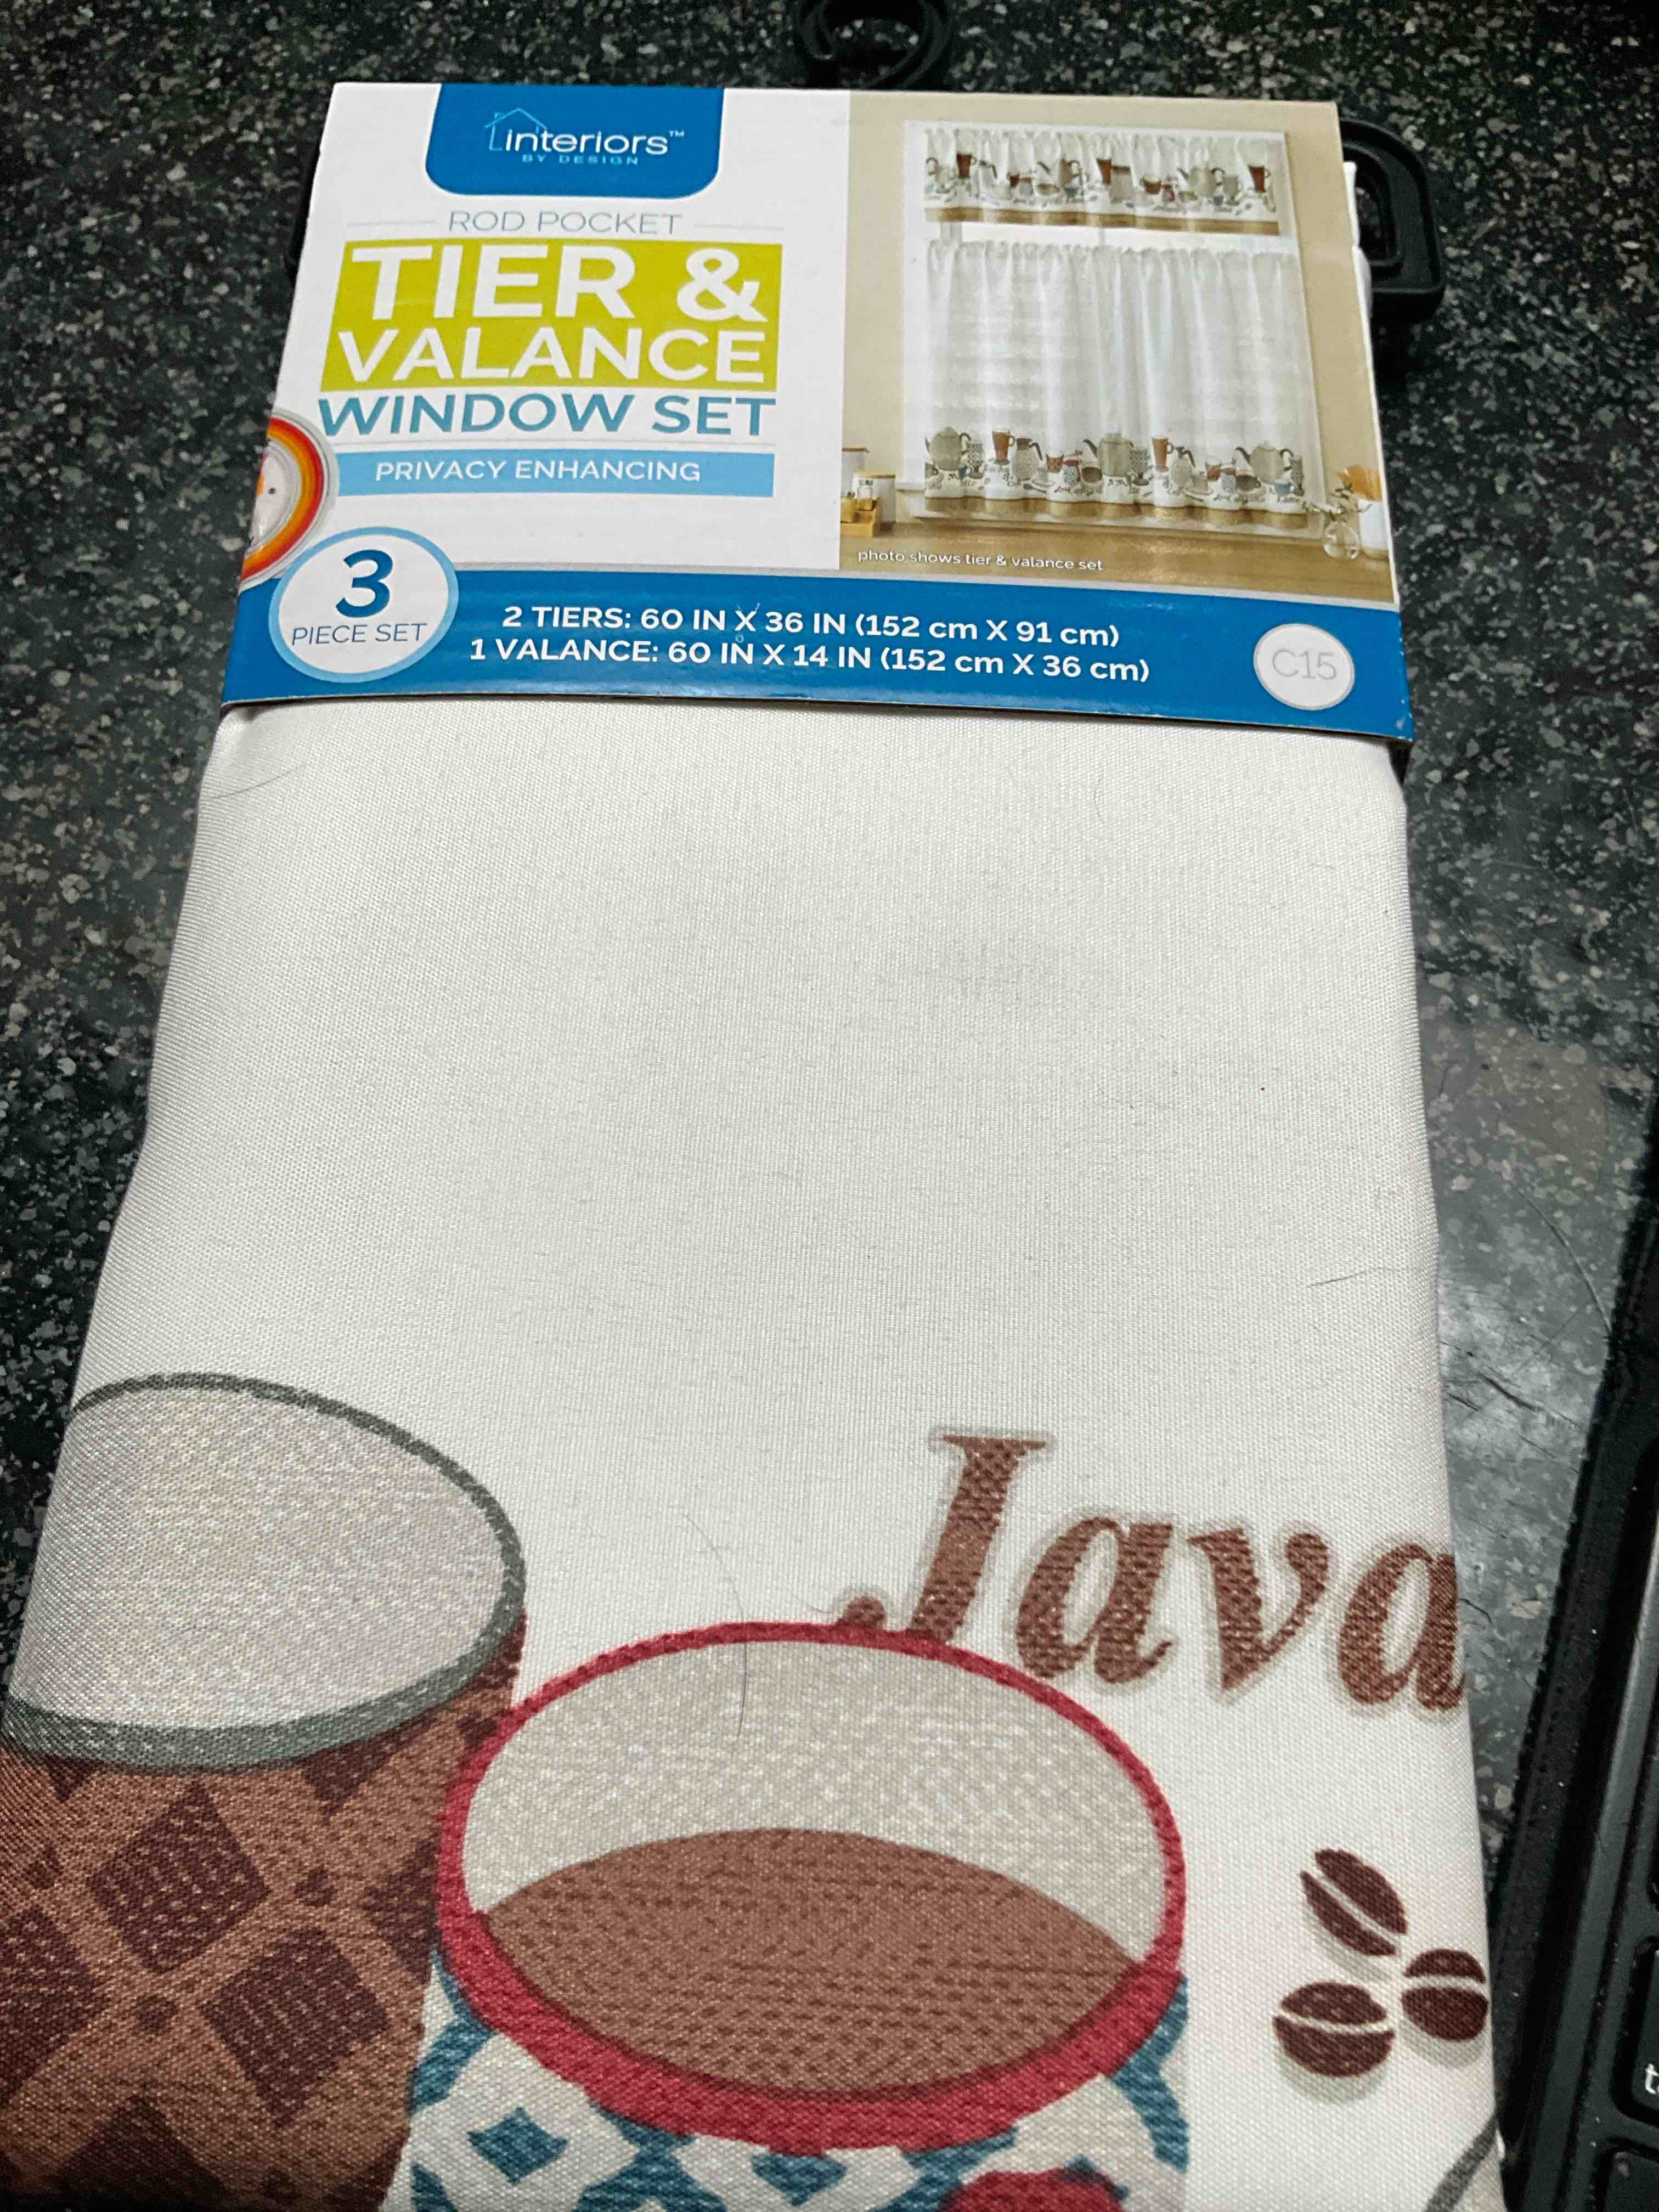 interiors™
BY DESIGN
ROD POCKET
TIER &
VALANCE
WINDOW SET
PRIVACY ENHANCING
photo shows tier & valance set
3
PIECE SET
2 TIERS: 60 IN X 36 IN (152 cm X 91 cm)
1 VALANCE: 60 IN X 14 IN (152 cm X 36 cm)
C15
Java